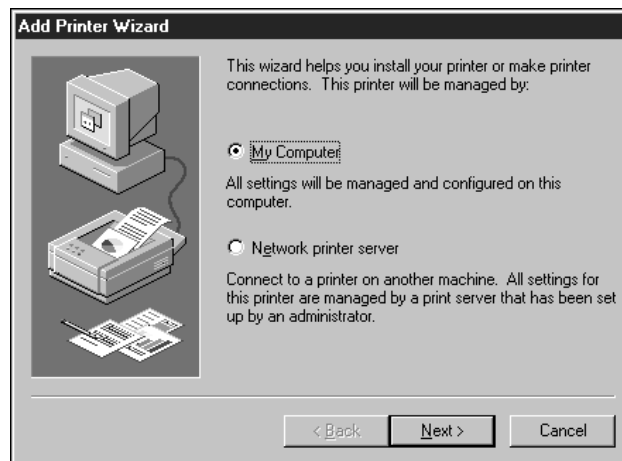 Add Printer Wizard
This wizard helps you install your printer or make printer
connections. This printer will be managed by:
My Computer
All settings will be managed and configured on this
computer.
Network printer server
Connect to a printer on another machine. All settings for
this printer are managed by a print server that has been set
up by an administrator.
< Back
Next >
Cancel